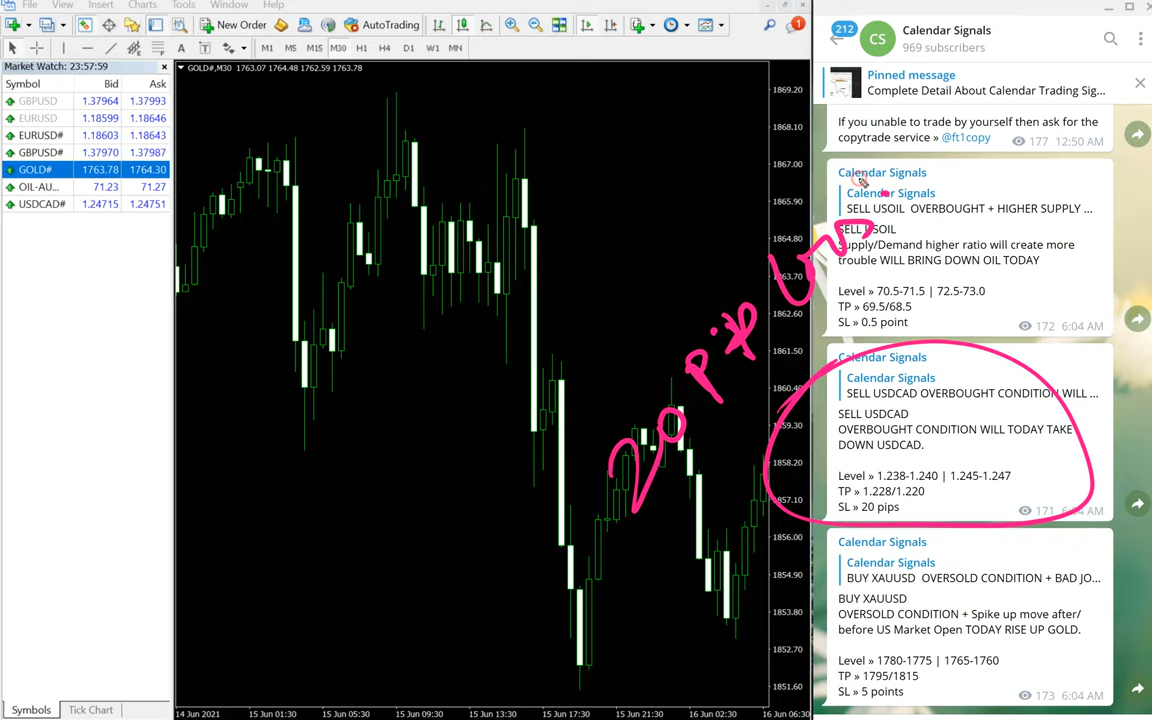 File View Insert Charts Tools Window Help
New Order AutoTrading
M1 M5 M15 M30 H1 H4 D1 W1 MN
Market Watch: 23:57:59
Symbol Bid Ask
GBPUSD 1.37964 1.37993
EURUSD 1.18599 1.18646
EURUSD# 1.18603 1.18643
GBPUSD# 1.37970 1.37987
GOLD# 1763.78 1764.30
OIL-AU... 71.23 71.27
USDCAD# 1.24715 1.24751
Symbols Tick Chart
GOLD#,M30 1763.07 1764.48 1762.59 1763.78
1869.20
1868.10
1867.00
1865.90
1864.80
1863.70
1862.60
1861.50
1860.40
1859.30
1858.20
1857.10
1856.00
1854.90
1853.80
1852.70
1851.60
14 Jun 2021 15 Jun 01:30 15 Jun 05:30 15 Jun 09:30 15 Jun 13:30 15 Jun 17:30 15 Jun 21:30 16 Jun 02:30 16 Jun 06:30
20 pip loss
212
CS
Calendar Signals
969 subscribers
Pinned message
Complete Detail About Calendar Trading Sig...
If you unable to trade by yourself then ask for the
copytrade service » @ft1copy
177 12:50 AM
Calendar Signals
Calendar Signals
SELL USOIL OVERBOUGHT + HIGHER SUPPLY ...
SELL USOIL
Supply/Demand higher ratio will create more
trouble WILL BRING DOWN OIL TODAY
Level » 70.5-71.5 | 72.5-73.0
TP » 69.5/68.5
SL » 0.5 point
172 6:04 AM
Calendar Signals
Calendar Signals
SELL USDCAD OVERBOUGHT CONDITION WILL ...
SELL USDCAD
OVERBOUGHT CONDITION WILL TODAY TAKE
DOWN USDCAD.
Level » 1.238-1.240 | 1.245-1.247
TP » 1.228/1.220
SL » 20 pips
171 6:04 AM
Calendar Signals
Calendar Signals
BUY XAUUSD OVERSOLD CONDITION + BAD JO...
BUY XAUUSD
OVERSOLD CONDITION + Spike up move after/
before US Market Open TODAY RISE UP GOLD.
Level » 1780-1775 | 1765-1760
TP » 1795/1815
SL » 5 points
173 6:04 AM